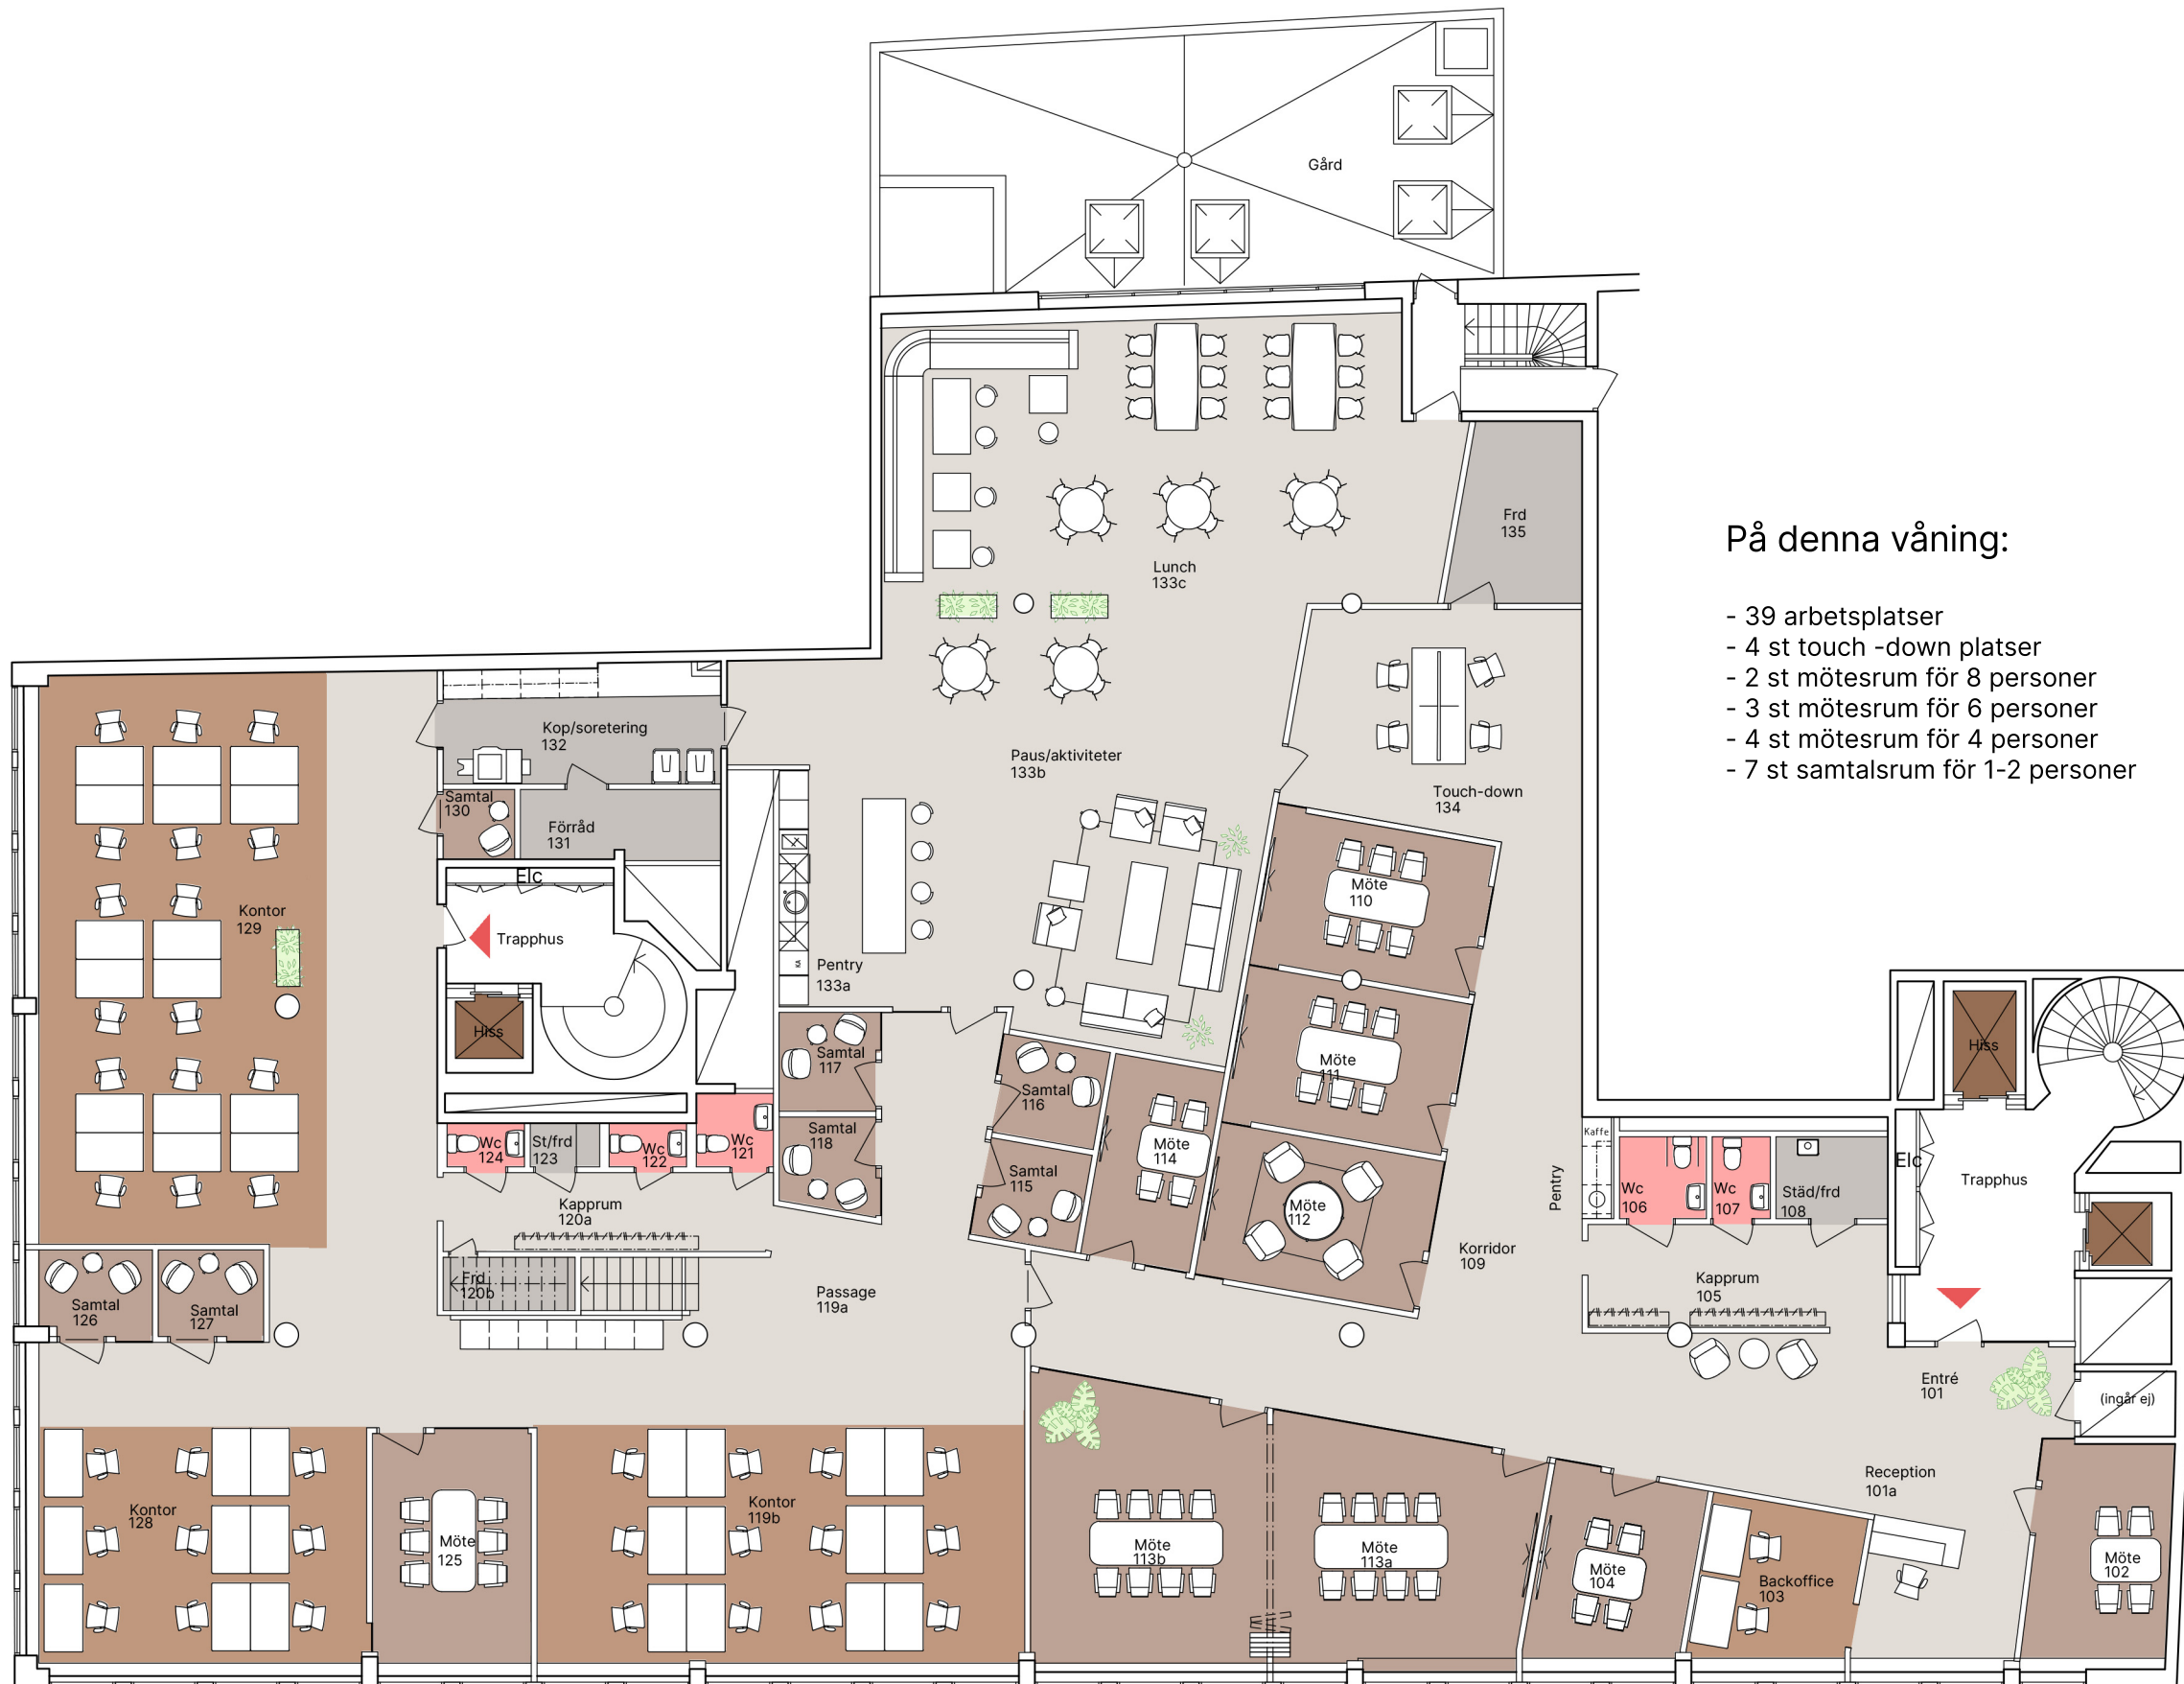 Gård
På denna våning:
- 39 arbetsplatser
- 4 st touch -down platser
- 2 st mötesrum för 8 personer
- 3 st mötesrum för 6 personer
- 4 st mötesrum för 4 personer
- 7 st samtalsrum för 1-2 personer
Frd
135
Lunch
133c
Kop/soretering
132
Paus/aktiviteter
133b
Touch-down
134
Samtal
130
Förråd
131
Elc
Möte
110
Kontor
129
Trapphus
Pentry
133a
KA
Hiss
Möte
111
Samtal
117
Hiss
Samtal
116
Samtal
118
Möte
114
Wc
124
St/frd
123
Wc
122
Wc
121
Kaffe
Pentry
Elc
Trapphus
Samtal
115
Wc
106
Wc
107
Städ/frd
108
Kapprum
120a
Möte
112
Korridor
109
Frd
120b
Passage
119a
Kapprum
105
Samtal
126
Samtal
127
Entré
101
(ingår ej)
Reception
101a
Kontor
128
Möte
125
Kontor
119b
Möte
113b
Möte
113a
Möte
104
Backoffice
103
Möte
102